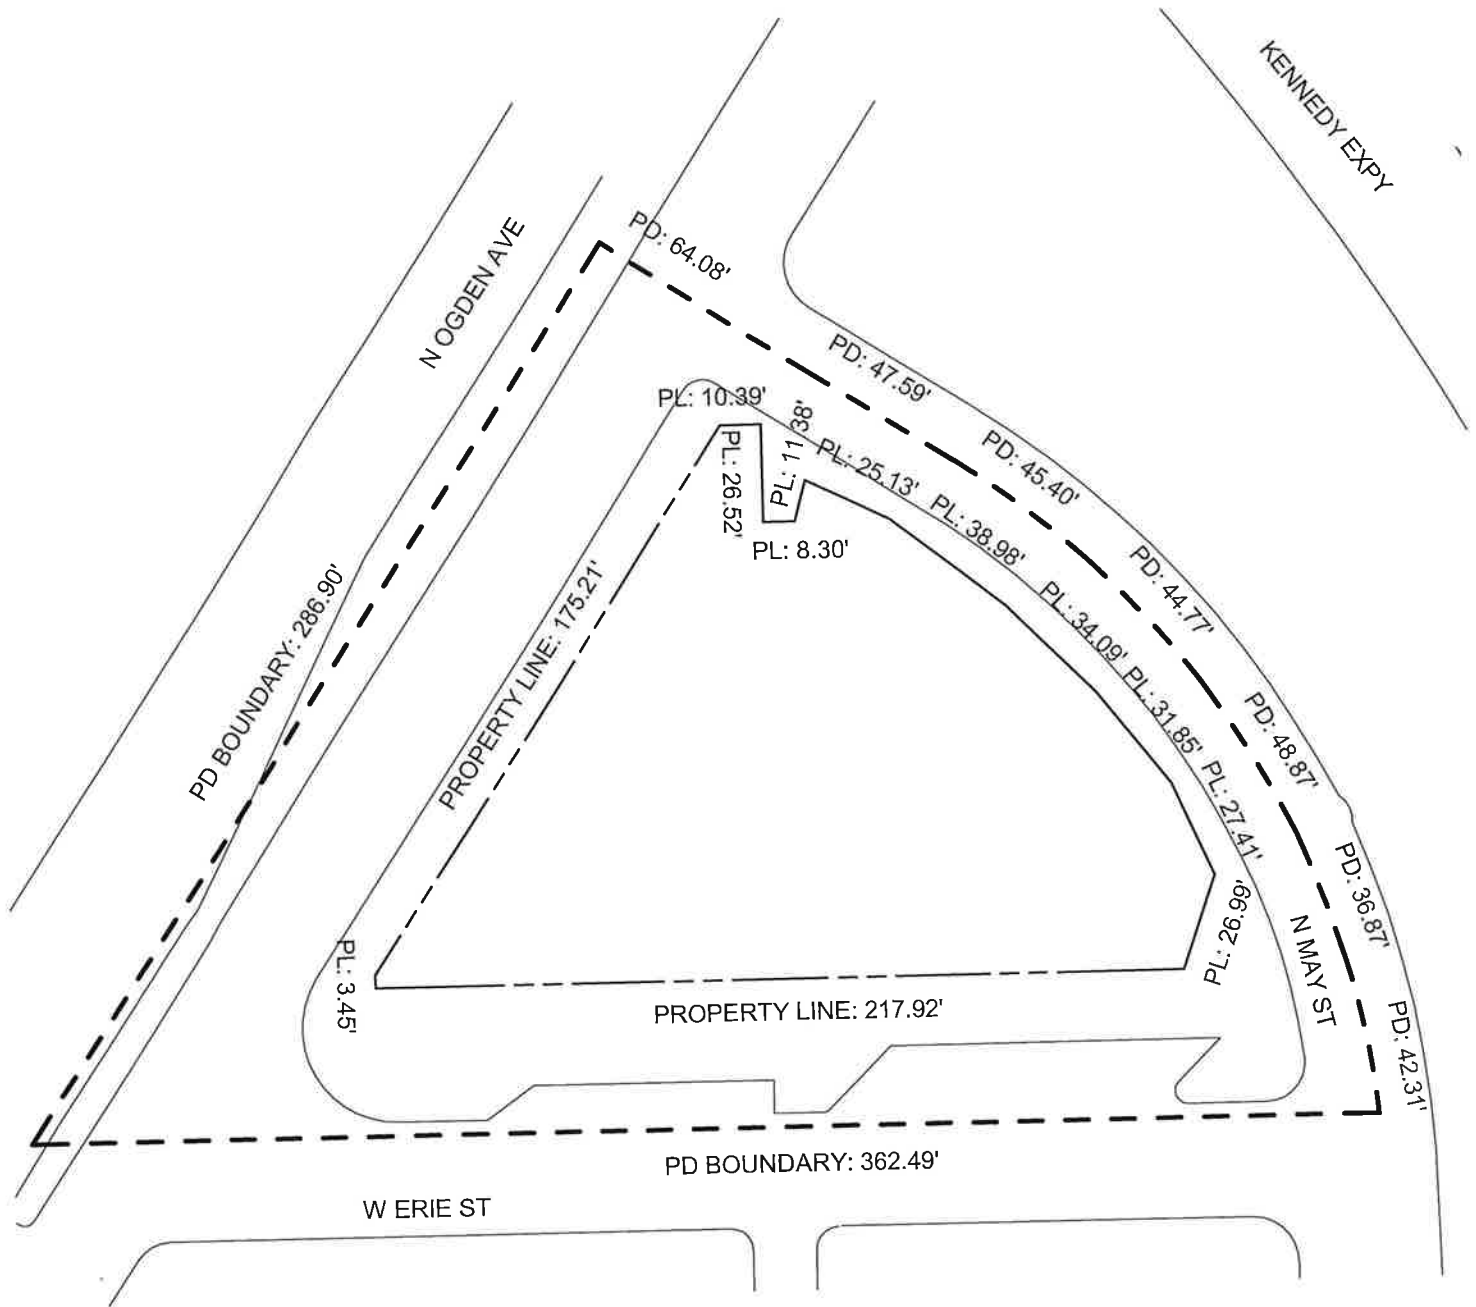 KENNEDY EXPY
PD: 64.08'
N OGDEN AVE
PD: 47.59'
PL: 10.39'
PL: 11.38'
PL: 26.52'
PL: 25.13'
PD: 45.40'
PL: 38.98'
PL: 8.30'
PD: 44.77'
PL: 34.09'
PD BOUNDARY: 286.90'
PROPERTY LINE: 175.21'
PL: 31.85'
PD: 48.87'
PL: 27.41'
PD: 36.87'
PL: 26.99'
N MAY ST
PL: 3.45'
PROPERTY LINE: 217.92'
PD: 42.31'
PD BOUNDARY: 362.49'
W ERIE ST